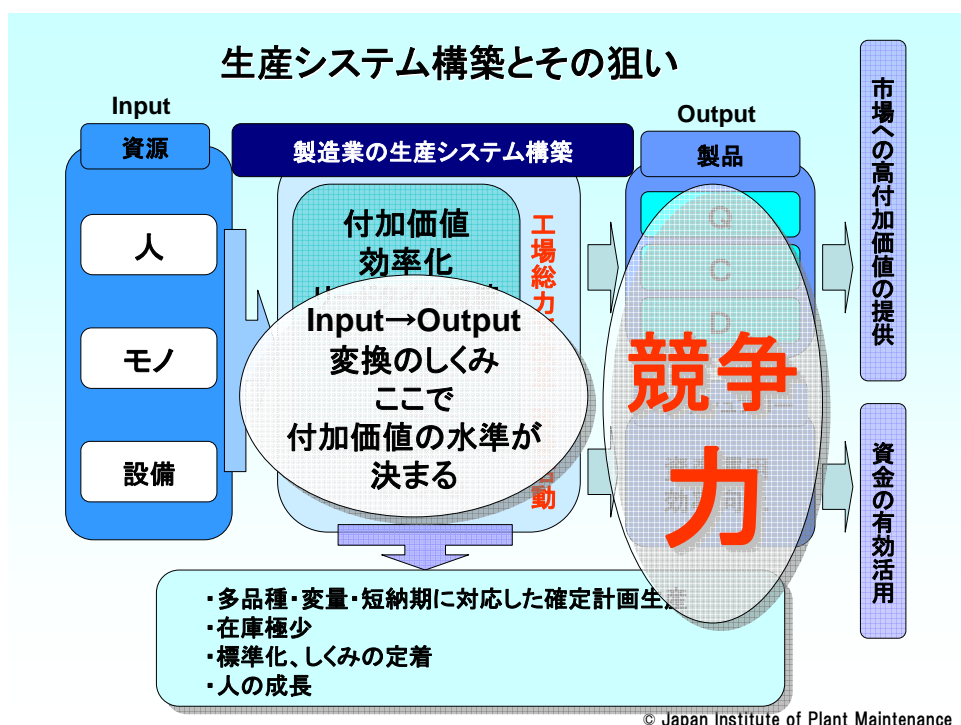 生産システム構築とその狙い
Input
資源
人
モノ
設備
製造業の生産システム構築
付加価値
効率化
工場総力
動
Input→Output
変換のしくみ
ここで
付加価値の水準が
決まる
Output
製品
Q
C
D
競争
力
市場への高付加価値の提供
資金の有効活用
・多品種・変量・短納期に対応した確定計画生産
・在庫極少
・標準化、しくみの定着
・人の成長
© Japan Institute of Plant Maintenance